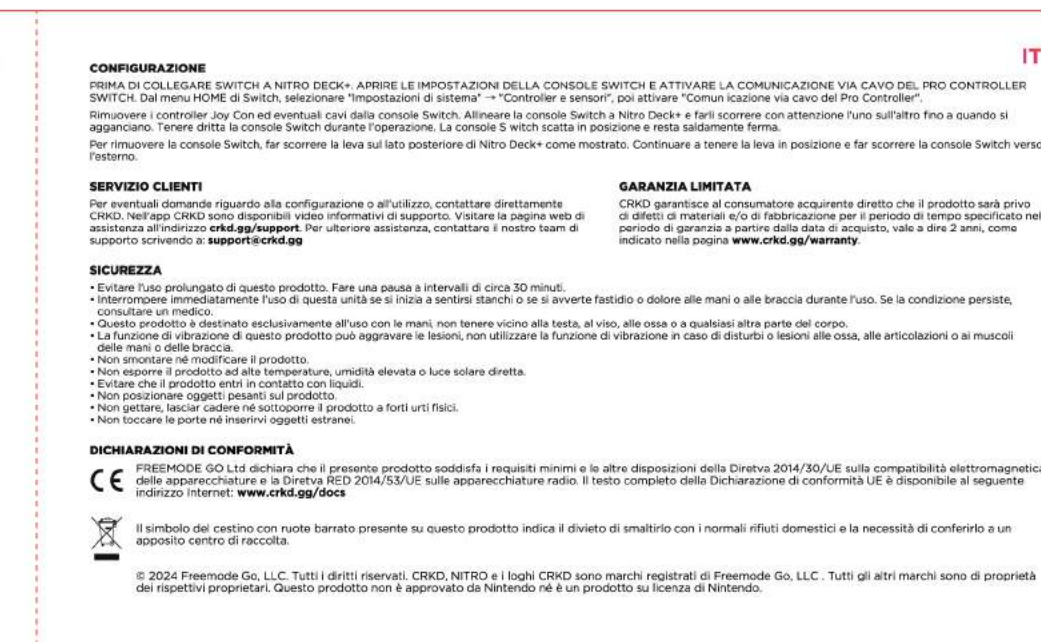 IT
CONFIGURAZIONE
PRIMA DI COLLEGARE SWITCH A NITRO DECK+. APRIRE LE IMPOSTAZIONI DELLA CONSOLE SWITCH E ATTIVARE LA COMUNICAZIONE VIA CAVO DEL PRO CONTROLLER
SWITCH. Dal menu HOME di Switch, selezionare "Impostazioni di sistema" → "Controller e sensori", poi attivare "Comun icazione via cavo del Pro Controller".
Rimuovere i controller Joy Con ed eventuali cavi dalla console Switch. Allineare la console Switch a Nitro Deck+ e farli scorrere con attenzione l'uno sull'altro fino a quando si
agganciano. Tenere dritta la console Switch durante l'operazione. La console S witch scatta in posizione e resta saldamente ferma.
Per rimuovere la console Switch, far scorrere la leva sul lato posteriore di Nitro Deck+ come mostrato. Continuare a tenere la leva in posizione e far scorrere la console Switch verso
l'esterno.
SERVIZIO CLIENTI
Per eventuali domande riguardo alla configurazione o all'utilizzo, contattare direttamente
CRKD. Nell'app CRKD sono disponibili video informativi di supporto. Visitare la pagina web di
assistenza all'indirizzo crkd.gg/support. Per ulteriore assistenza, contattare il nostro team di
supporto scrivendo a: support@crkd.gg
GARANZIA LIMITATA
CRKD garantisce al consumatore acquirente diretto che il prodotto sarà privo
di difetti di materiali e/o di fabbricazione per il periodo di tempo specificato nel
periodo di garanzia a partire dalla data di acquisto, vale a dire 2 anni, come
indicato nella pagina www.crkd.gg/warranty.
SICUREZZA
• Evitare l'uso prolungato di questo prodotto. Fare una pausa a intervalli di circa 30 minuti.
• Interrompere immediatamente l'uso di questa unità se si inizia a sentirsi stanchi o se si avverte fastidio o dolore alle mani o alle braccia durante l'uso. Se la condizione persiste,
consultare un medico.
• Questo prodotto è destinato esclusivamente all'uso con le mani, non tenere vicino alla testa, al viso, alle ossa o a qualsiasi altra parte del corpo.
• La funzione di vibrazione di questo prodotto può aggravare le lesioni, non utilizzare la funzione di vibrazione in caso di disturbi o lesioni alle ossa, alle articolazioni o ai muscoli
delle mani o delle braccia.
• Non smontare né modificare il prodotto.
• Non esporre il prodotto ad alte temperature, umidità elevata o luce solare diretta.
• Evitare che il prodotto entri in contatto con liquidi.
• Non posizionare oggetti pesanti sul prodotto.
• Non gettare, lasciar cadere né sottoporre il prodotto a forti urti fisici.
• Non toccare le porte né inserirvi oggetti estranei.
DICHIARAZIONI DI CONFORMITÀ
CE FREEMODE GO Ltd dichiara che il presente prodotto soddisfa i requisiti minimi e le altre disposizioni della Diretva 2014/30/UE sulla compatibilità elettromagnetica
delle apparecchiature e la Diretva RED 2014/53/UE sulle apparecchiature radio. Il testo completo della Dichiarazione di conformità UE è disponibile al seguente
indirizzo Internet: www.crkd.gg/docs
Il simbolo del cestino con ruote barrato presente su questo prodotto indica il divieto di smaltirlo con i normali rifiuti domestici e la necessità di conferirlo a un
apposito centro di raccolta.
© 2024 Freemode Go, LLC. Tutti i diritti riservati. CRKD, NITRO e i loghi CRKD sono marchi registrati di Freemode Go, LLC . Tutti gli altri marchi sono di proprietà
dei rispettivi proprietari. Questo prodotto non è approvato da Nintendo né è un prodotto su licenza di Nintendo.